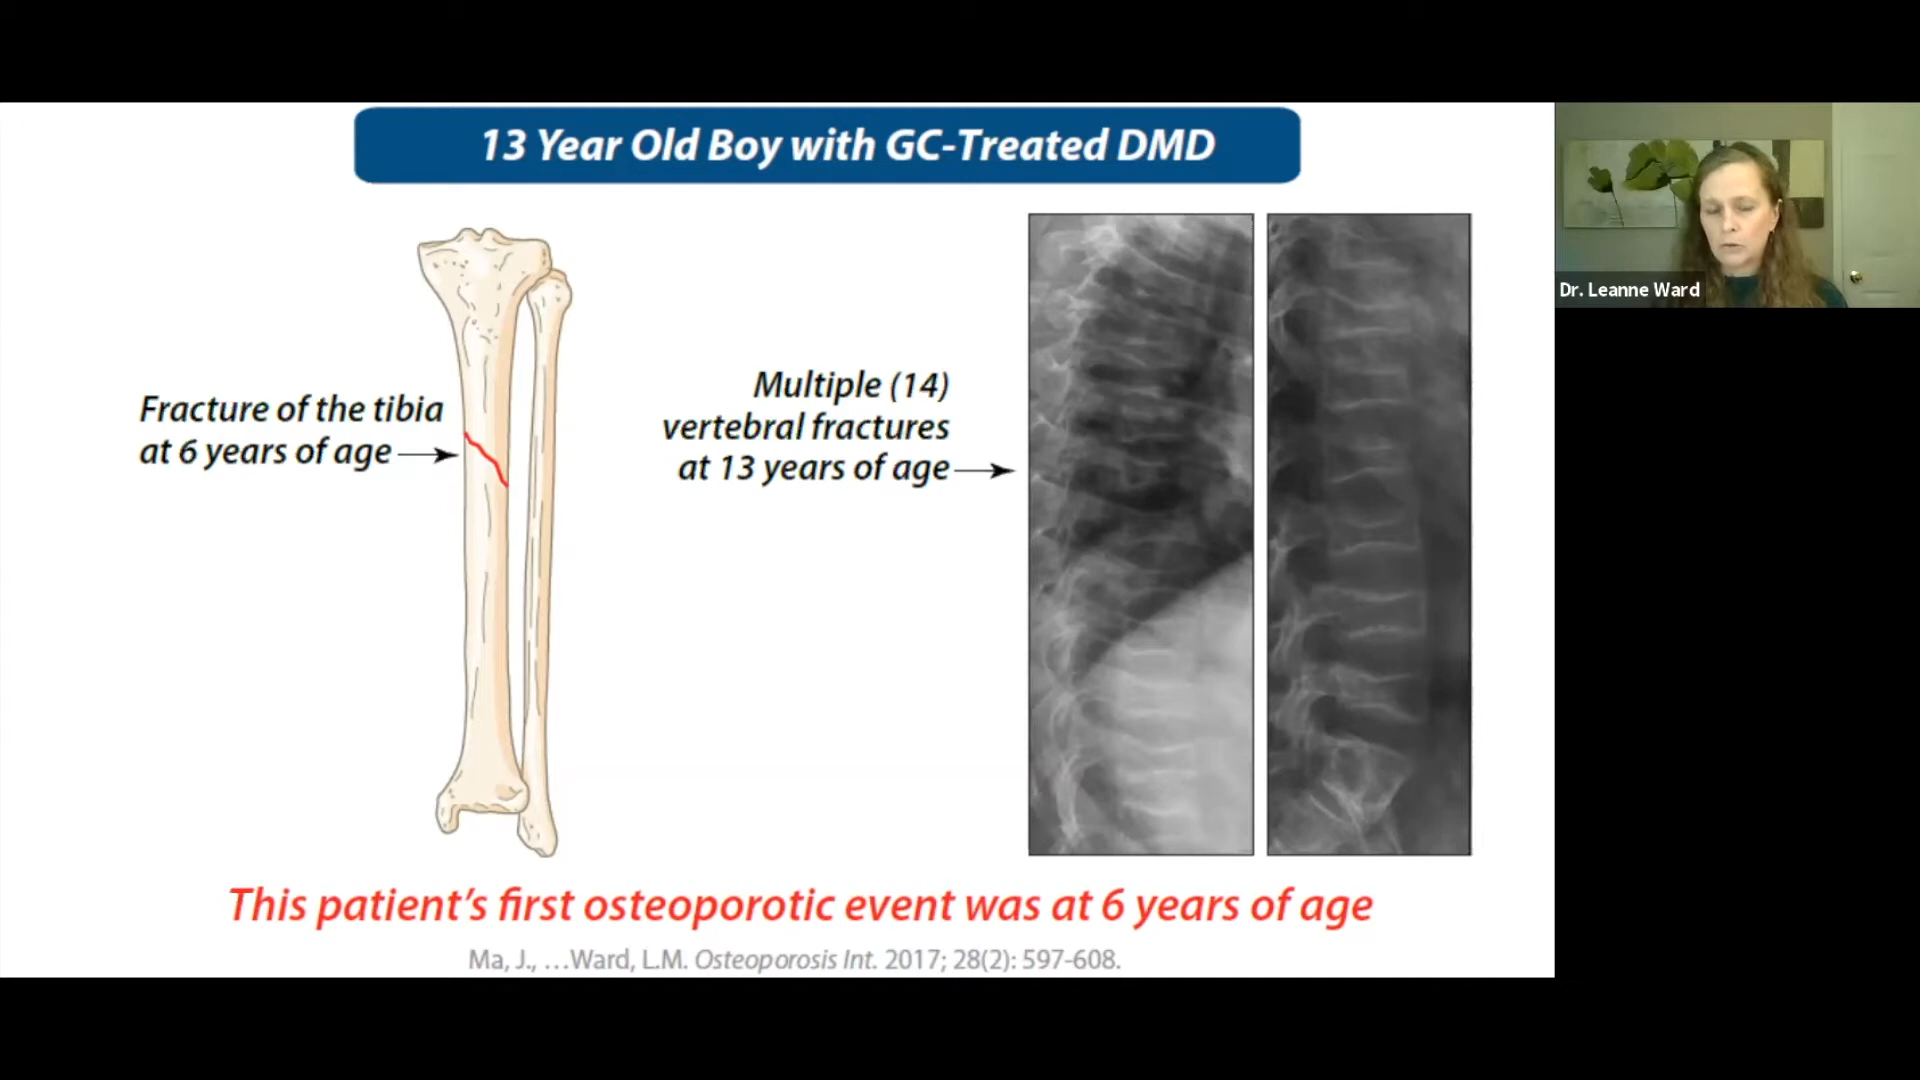 13 Year Old Boy with GC-Treated DMD
Fracture of the tibia
at 6 years of age
Multiple (14)
vertebral fractures
at 13 years of age
This patient's first osteoporotic event was at 6 years of age
Ma, J., …Ward, L.M. Osteoporosis Int. 2017; 28(2): 597-608.
Dr. Leanne Ward